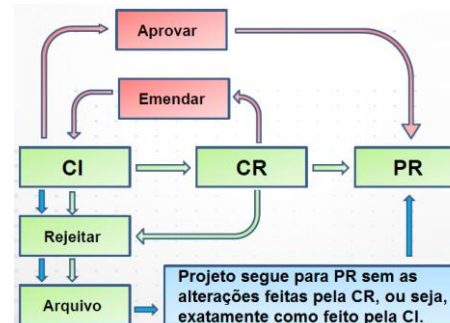 Aprovar
Emendar
CI
CR
PR
Rejeitar
Arquivo
Projeto segue para PR sem as
alterações feitas pela CR, ou seja,
exatamente como feito pela CI.